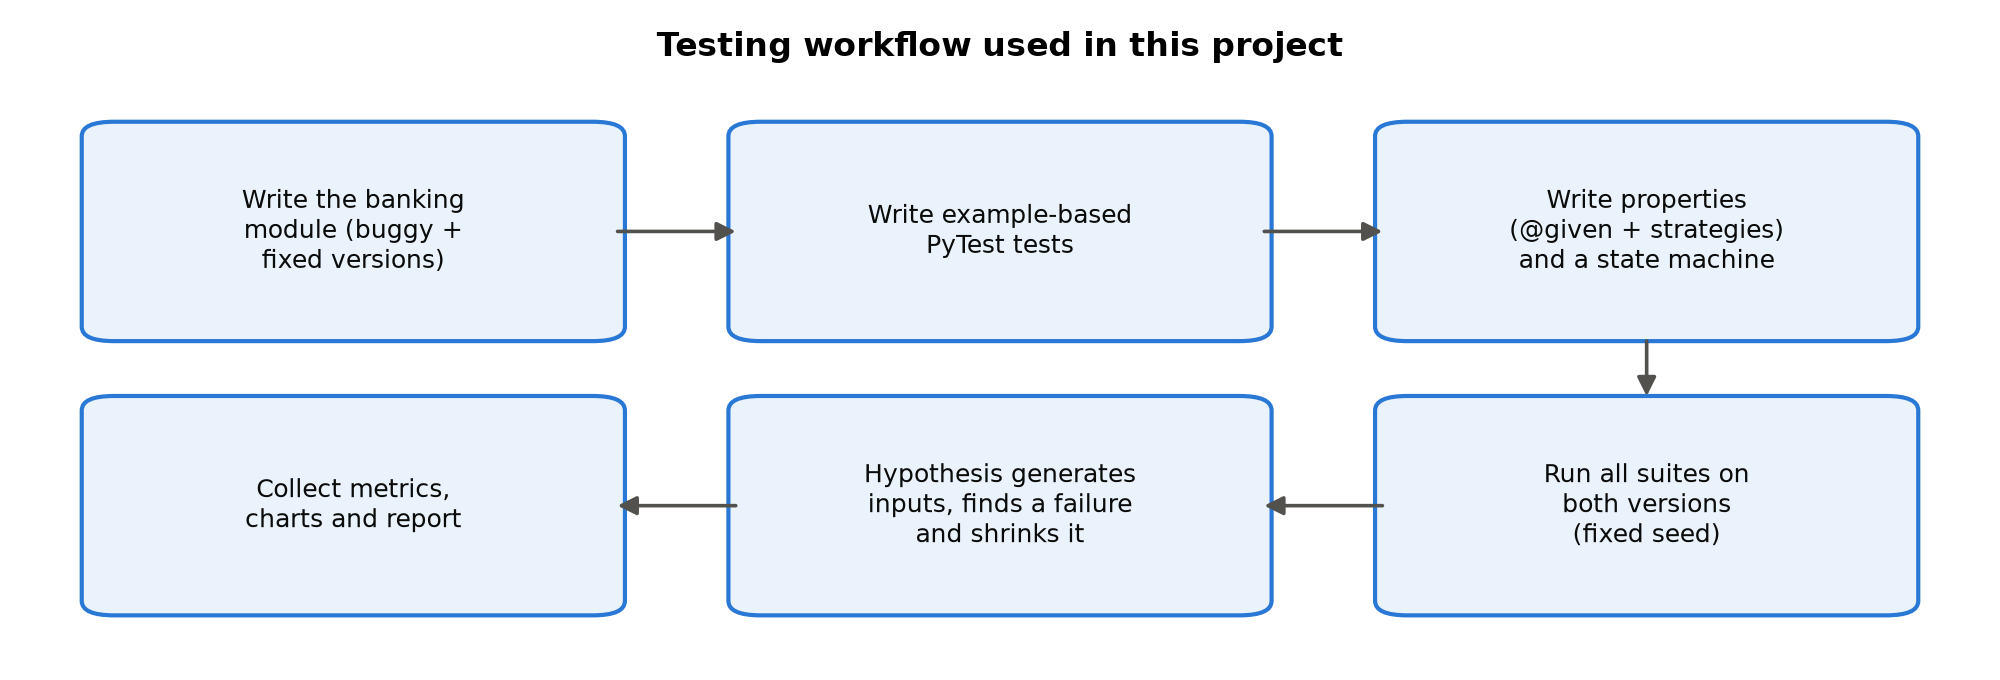 Testing workflow used in this project
Write the banking
module (buggy +
fixed versions)
Write example-based
PyTest tests
Write properties
(@given + strategies)
and a state machine
Run all suites on
both versions
(fixed seed)
Hypothesis generates
inputs, finds a failure
and shrinks it
Collect metrics,
charts and report